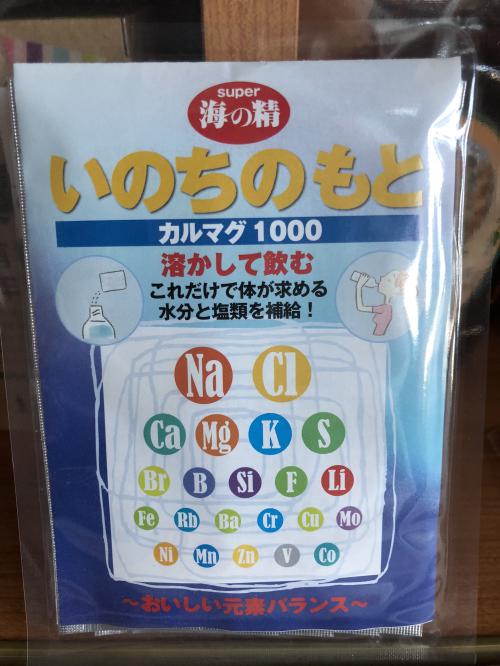 super
海の精
いのちのもと
カルマグ1000
溶かして飲む
これだけで体が求める
水分と塩類を補給！
Na Cl
Ca Mg K S
Br B Si F Li
Fe Rb Ba Cr Cu Mo
Ni Mn Zn V Co
～おいしい元素バランス～